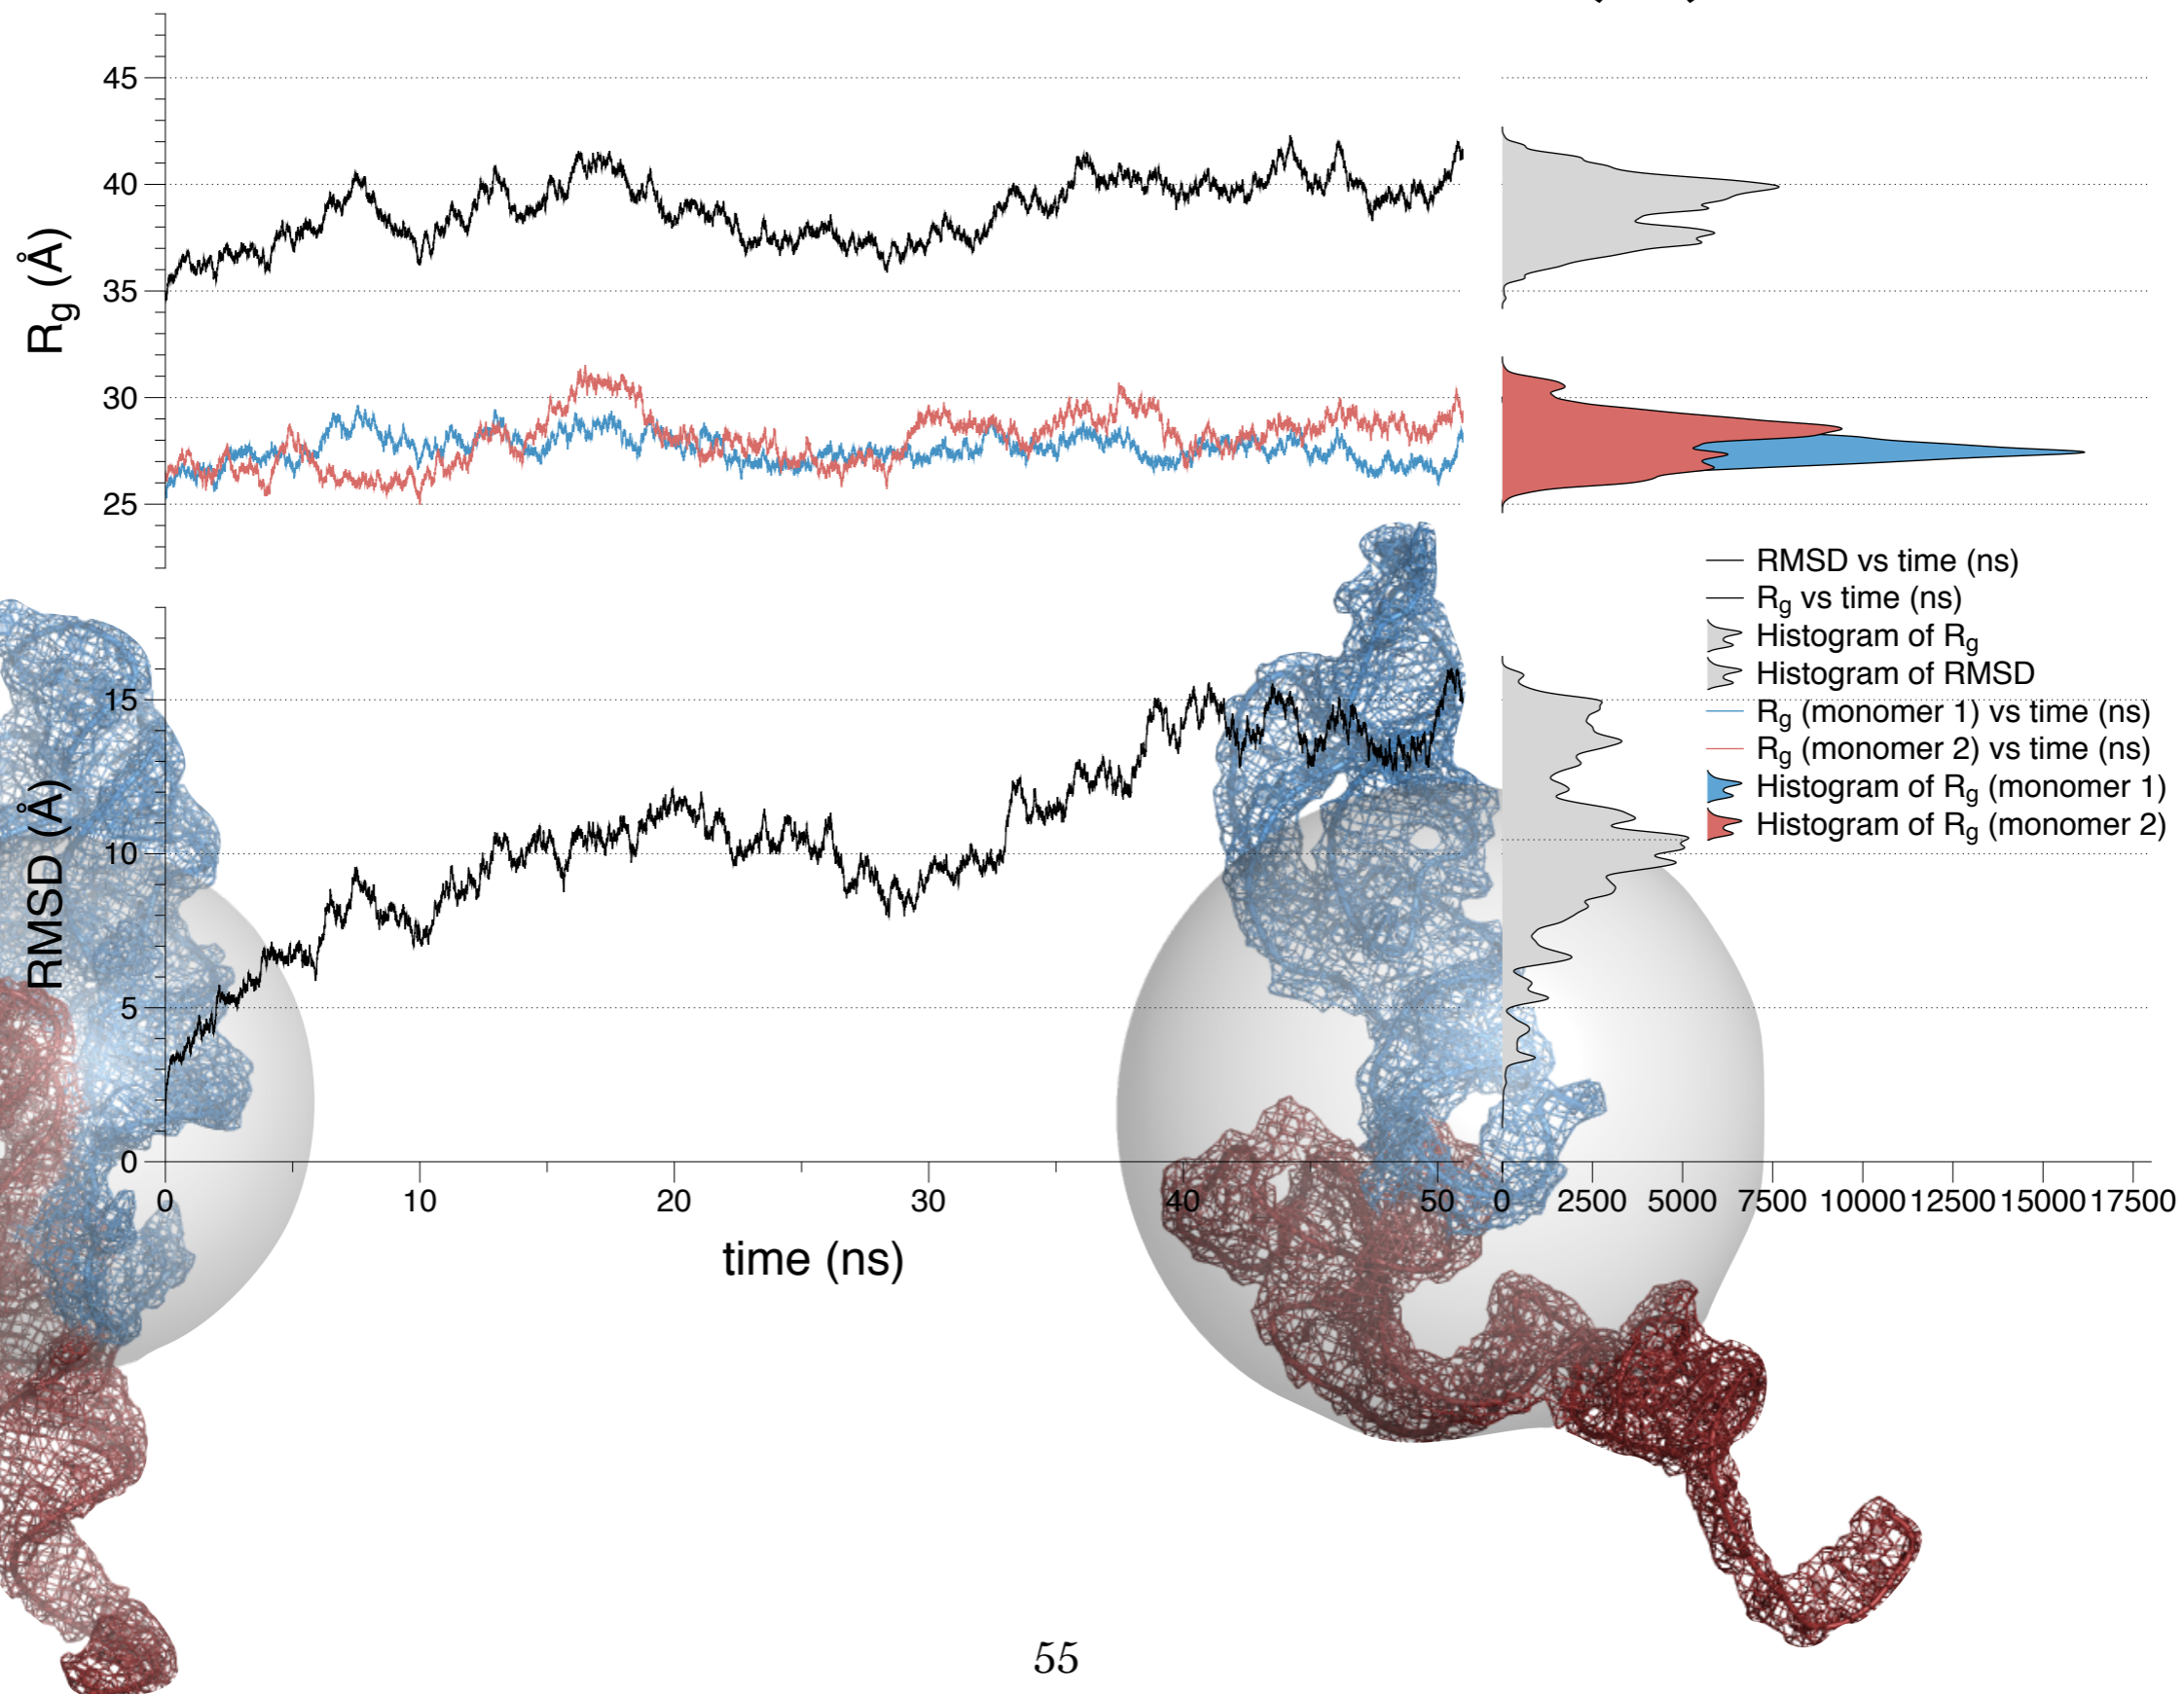 45
40
35
30
25
Rg (Å)
RMSD vs time (ns)
Rg vs time (ns)
Histogram of Rg
Histogram of RMSD
Rg (monomer 1) vs time (ns)
Rg (monomer 2) vs time (ns)
Histogram of Rg (monomer 1)
Histogram of Rg (monomer 2)
15
10
5
0
RMSD (Å)
0 10 20 30 40 50
0 2500 5000 7500 10000 12500 15000 17500
time (ns)
55